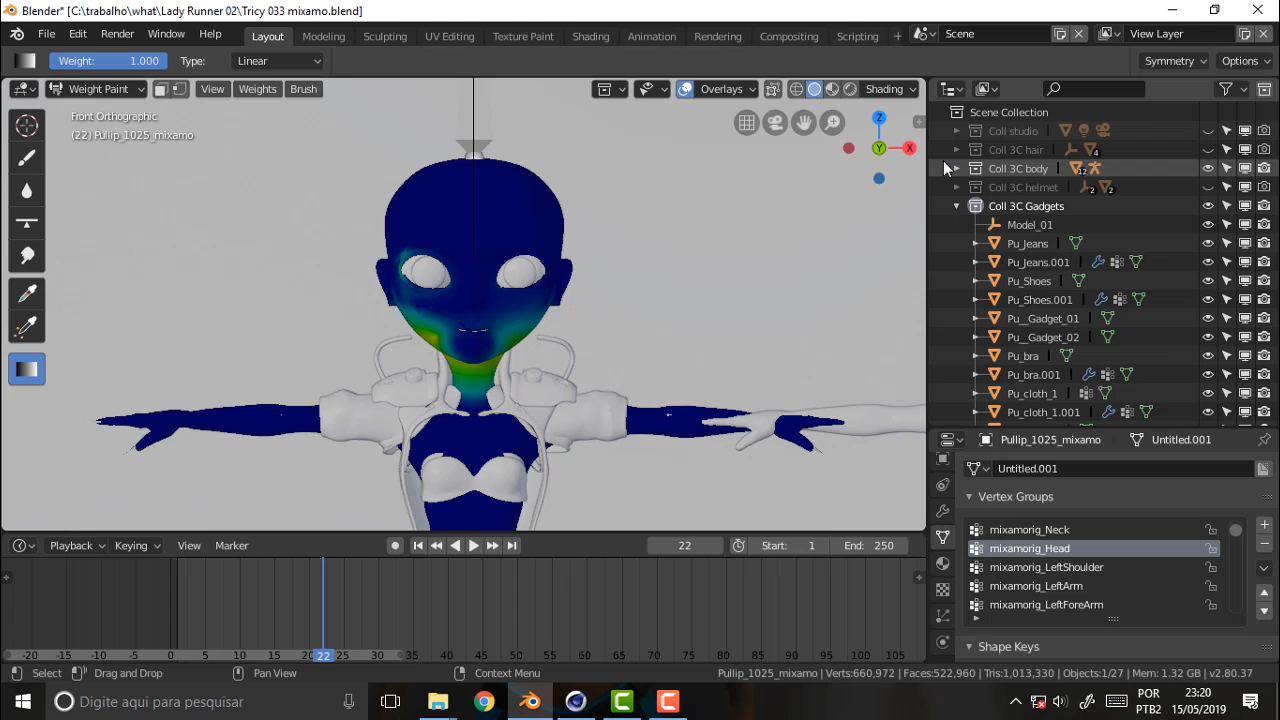 Blender* [C:\trabalho\what\Lady Runner 02\Tricy 033 mixamo.blend]
File Edit Render Window Help Layout Modeling Sculpting UV Editing Texture Paint Shading Animation Rendering Compositing Scripting + Scene View Layer
Weight: 1.000 Type: Linear Symmetry Options
Weight Paint View Weights Brush Overlays Shading
Front Orthographic
(22) Pullip_1025_mixamo
Z
Y
X
Scene Collection
Coll studio
Coll 3C hair 4
Coll 3C body 12
Coll 3C helmet 2 2
Coll 3C Gadgets
Model_01
Pu_Jeans
Pu_Jeans.001
Pu_Shoes
Pu_Shoes.001
Pu__Gadget_01
Pu__Gadget_02
Pu_bra
Pu_bra.001
Pu_cloth_1
Pu_cloth_1.001
Pullip_1025_mixamo Untitled.001
Untitled.001
Vertex Groups
mixamorig_Neck
mixamorig_Head
mixamorig_LeftShoulder
mixamorig_LeftArm
mixamorig_LeftForeArm
Shape Keys
Playback Keying View Marker 22 Start: 1 End: 250
-20 -15 -10 -5 0 5 10 15 20 22 25 30 35 40 45 50 55 60 65 70 75 80 85 90 95 100 105
Select Drag and Drop Pan View Context Menu Pullip_1025_mixamo | Verts:660,972 | Faces:522,960 | Tris:1,013,330 | Objects:1/27 | Mem: 1.32 GB | v2.80.37
Digite aqui para pesquisar
POR
PTB2
23:20
15/05/2019